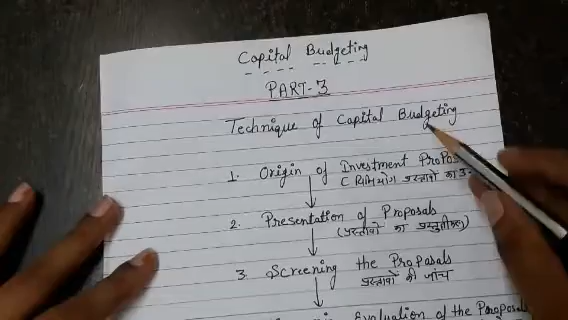 Capital Budgeting
PART-3
Technique of Capital Budgeting
1. Origin of Investment
(विनियोग प्रस्तावों का
2. Presentation of Proposals
(प्रस्तावों का प्रस्तुतीकरण)
3. Screening the Proposals
प्रस्तावों की जाँच
Evaluation of the Proposals